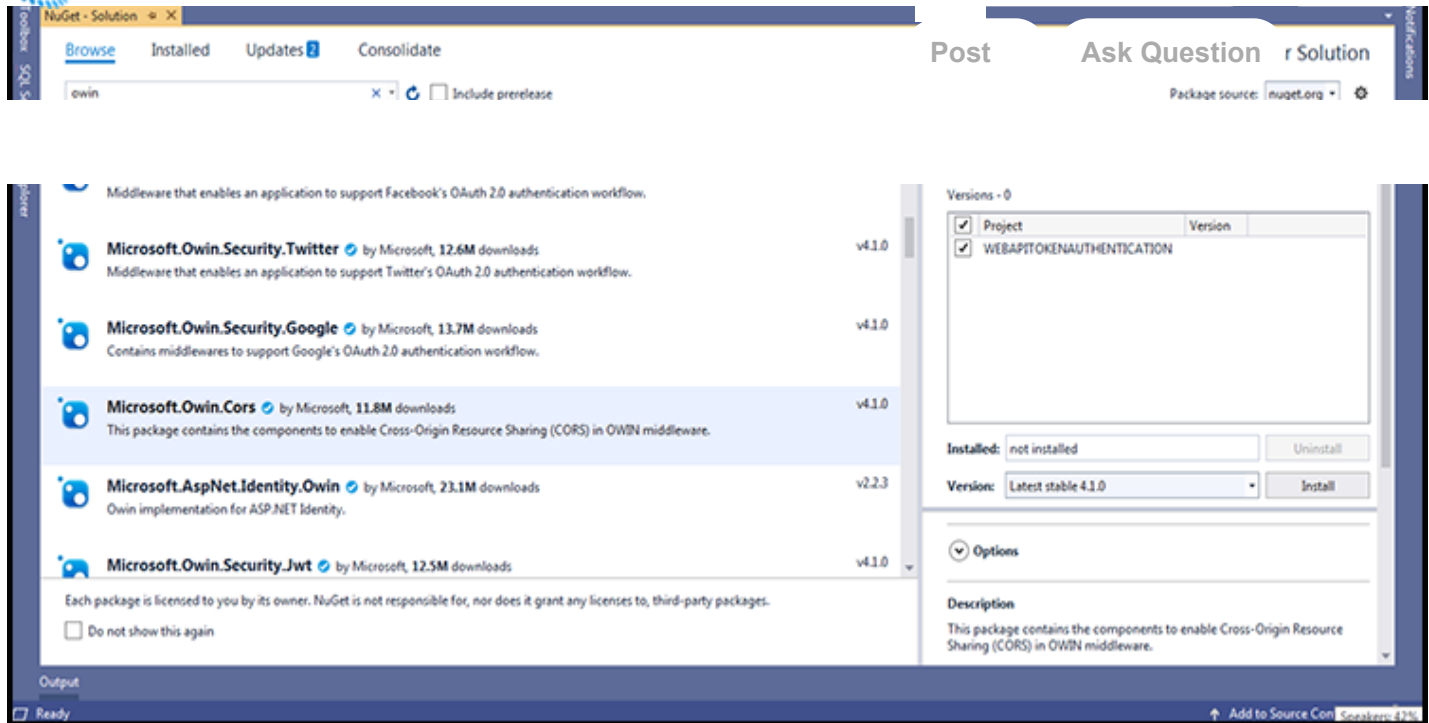 NuGet - Solution
Toolbox
SQL S
Notifications
Browse Installed Updates 2 Consolidate
Post Ask Question r Solution
owin
Include prerelease
Package source: nuget.org
plorer
Middleware that enables an application to support Facebook's OAuth 2.0 authentication workflow.
Microsoft.Owin.Security.Twitter by Microsoft, 12.6M downloads v4.1.0
Middleware that enables an application to support Twitter's OAuth 2.0 authentication workflow.
Microsoft.Owin.Security.Google by Microsoft, 13.7M downloads v4.1.0
Contains middlewares to support Google's OAuth 2.0 authentication workflow.
Microsoft.Owin.Cors by Microsoft, 11.8M downloads v4.1.0
This package contains the components to enable Cross-Origin Resource Sharing (CORS) in OWIN middleware.
Microsoft.AspNet.Identity.Owin by Microsoft, 23.1M downloads v2.2.3
Owin implementation for ASP.NET Identity.
Microsoft.Owin.Security.Jwt by Microsoft, 12.5M downloads v4.1.0
Each package is licensed to you by its owner. NuGet is not responsible for, nor does it grant any licenses to, third-party packages.
Do not show this again
Versions - 0
Project Version
WEBAPITOKENAUTHENTICATION
Installed: not installed Uninstall
Version: Latest stable 4.1.0 Install
Options
Description
This package contains the components to enable Cross-Origin Resource
Sharing (CORS) in OWIN middleware.
Output
Ready
Add to Source Con
Speakers: 42%